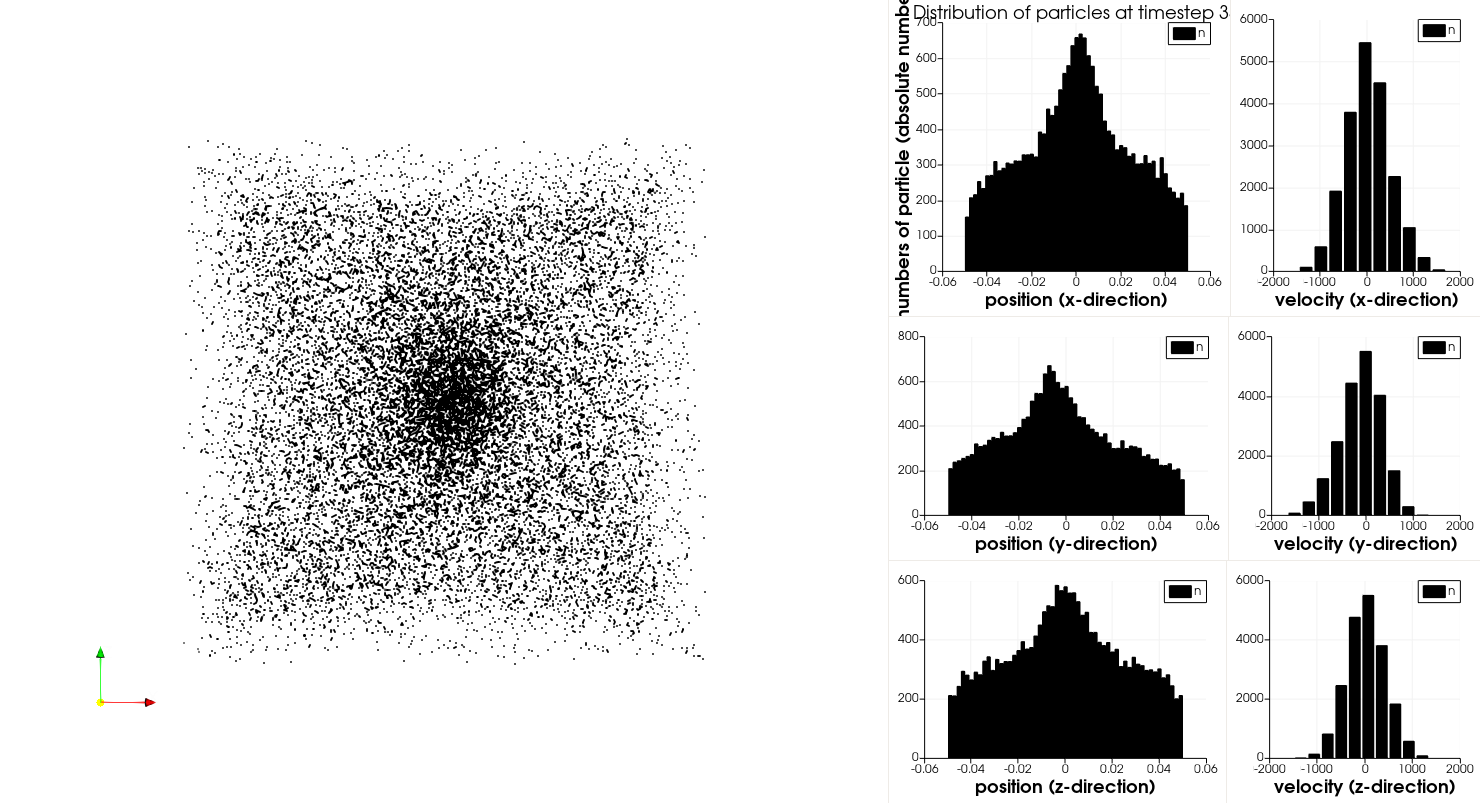 Distribution of particles at timestep 3
numbers of particle (absolute numbe
700
600
500
400
300
200
100
0
-0.06 -0.04 -0.02 0 0.02 0.04 0.06
position (x-direction)
n
6000
5000
4000
3000
2000
1000
0
-2000 -1000 0 1000 2000
velocity (x-direction)
n
800
600
400
200
0
-0.06 -0.04 -0.02 0 0.02 0.04 0.06
position (y-direction)
n
6000
4000
2000
0
-2000 -1000 0 1000 2000
velocity (y-direction)
n
600
400
200
0
-0.06 -0.04 -0.02 0 0.02 0.04 0.06
position (z-direction)
n
6000
4000
2000
0
-2000 -1000 0 1000 2000
velocity (z-direction)
n